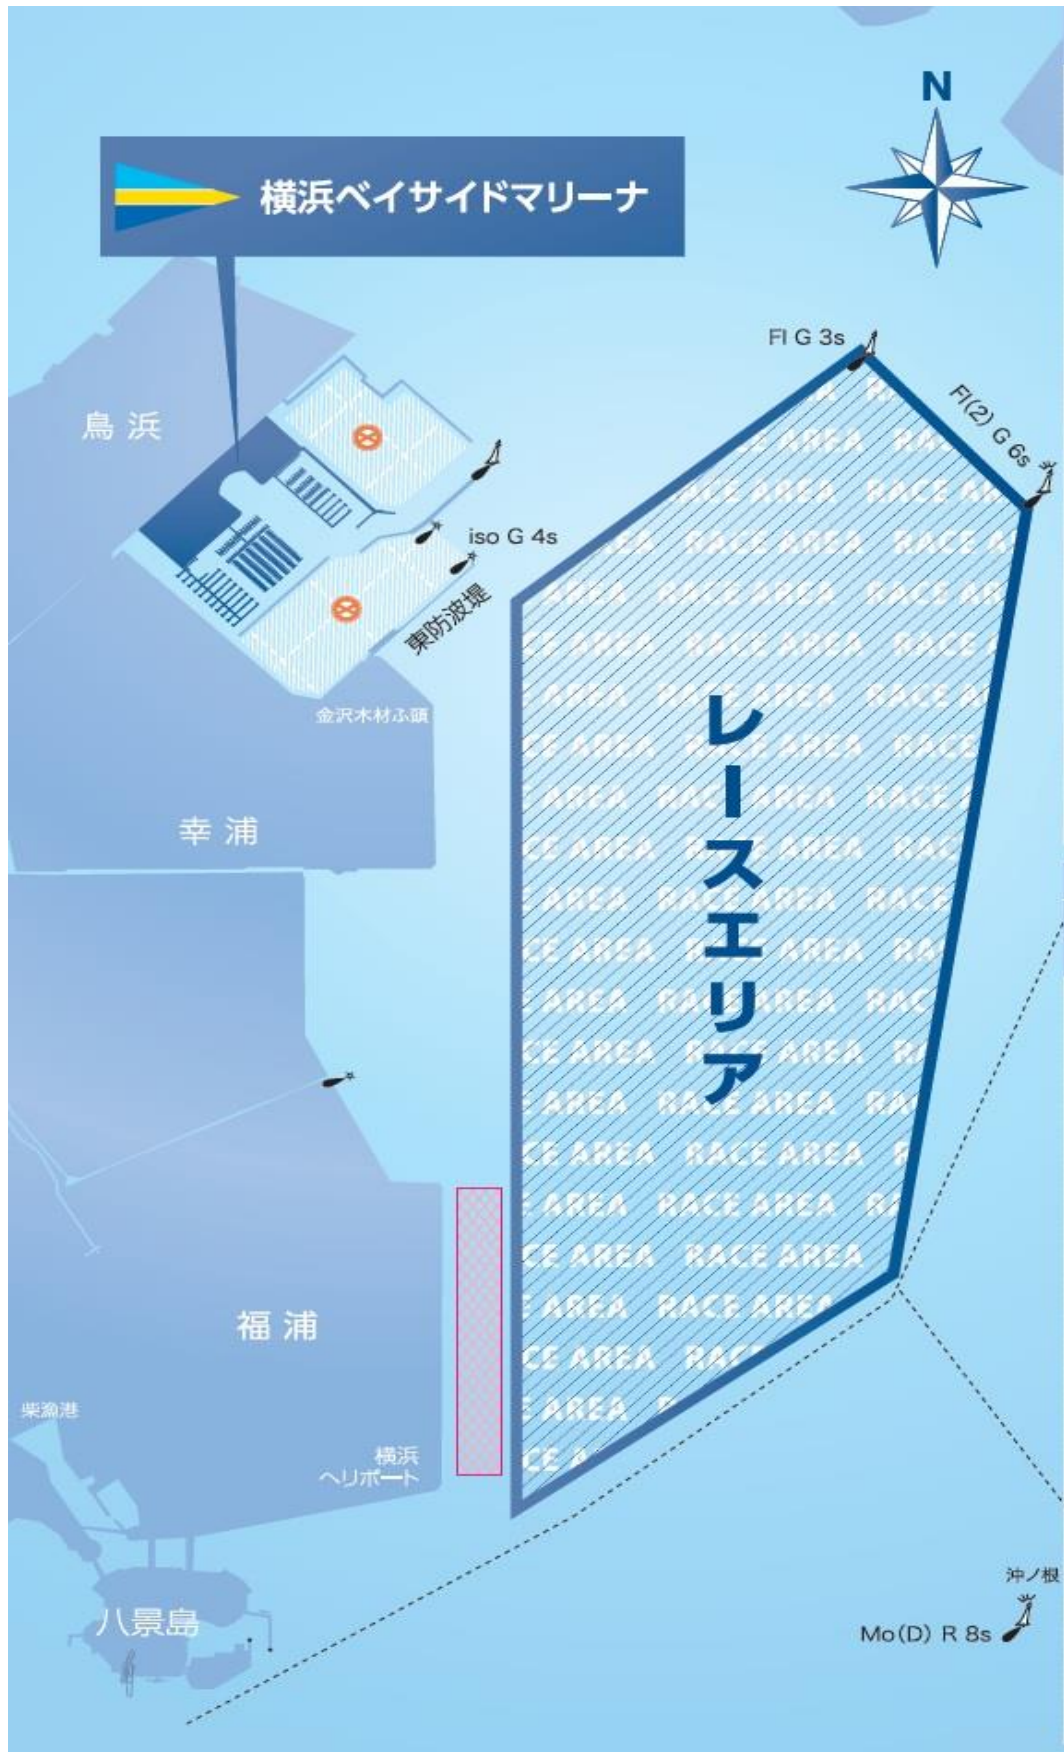 N
横浜ベイサイドマリーナ
Fl G 3s
Fl(2) G 6s
鳥浜
iso G 4s
東防波堤
金沢木材ふ頭
幸浦
レースエリア
RACE AREA
福浦
柴漁港
横浜
ヘリポート
八景島
沖ノ根
Mo(D) R 8s